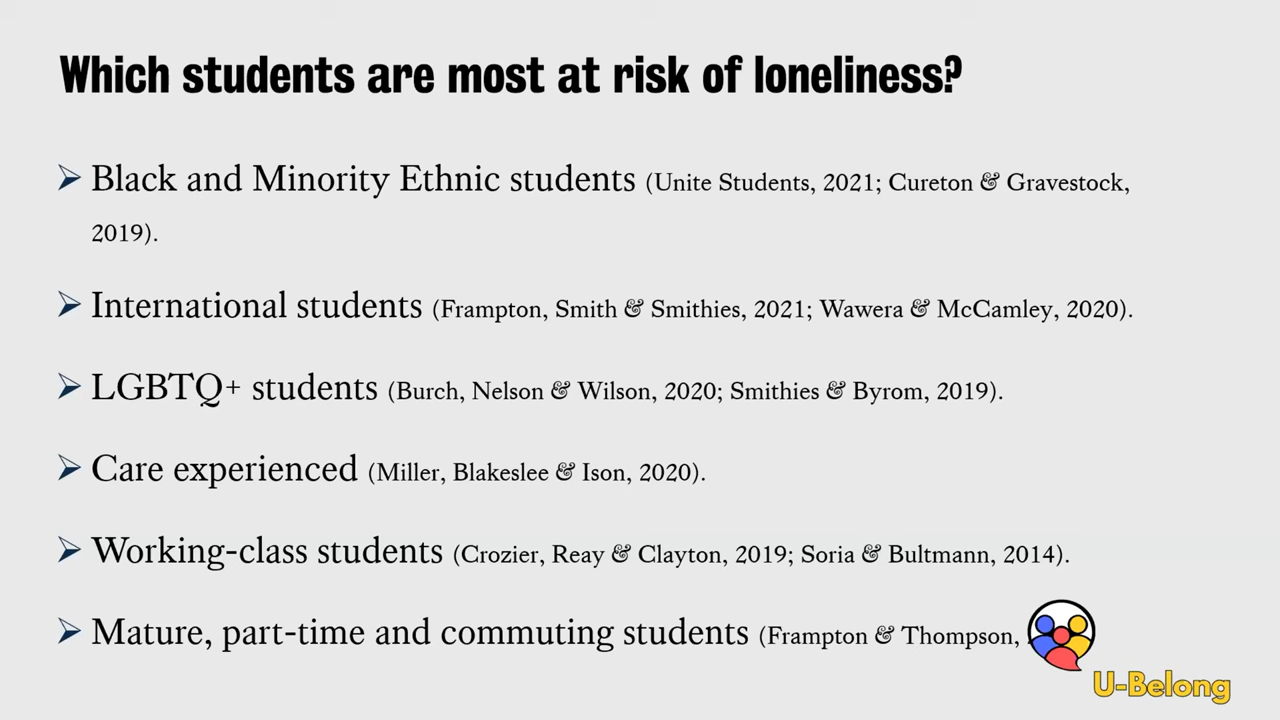 Which students are most at risk of loneliness?
➢ Black and Minority Ethnic students (Unite Students, 2021; Cureton & Gravestock,
2019).
➢ International students (Frampton, Smith & Smithies, 2021; Wawera & McCamley, 2020).
➢ LGBTQ+ students (Burch, Nelson & Wilson, 2020; Smithies & Byrom, 2019).
➢ Care experienced (Miller, Blakeslee & Ison, 2020).
➢ Working-class students (Crozier, Reay & Clayton, 2019; Soria & Bultmann, 2014).
➢ Mature, part-time and commuting students (Frampton & Thompson,
U-Belong